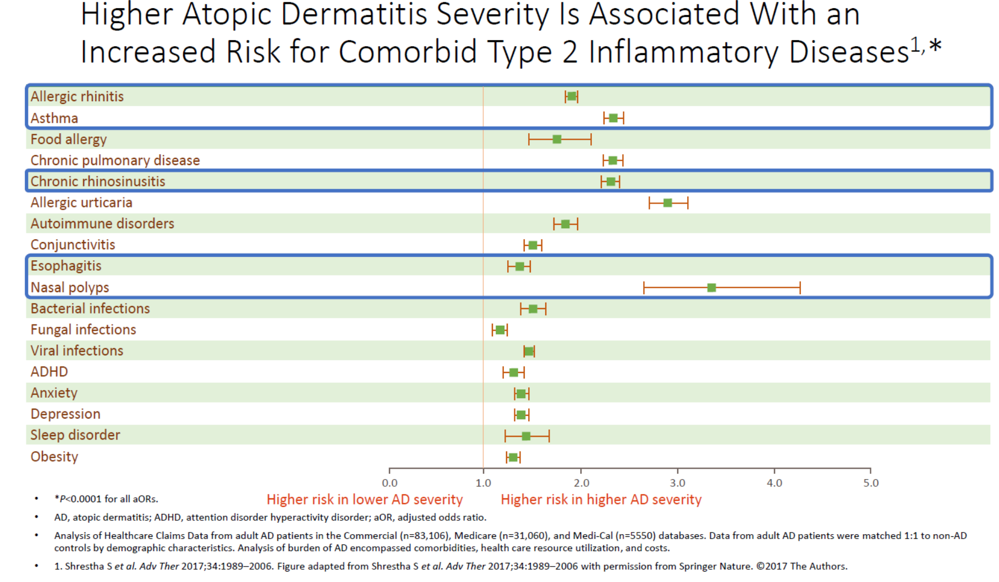 Higher Atopic Dermatitis Severity Is Associated With an
Increased Risk for Comorbid Type 2 Inflammatory Diseases1,*
Allergic rhinitis
Asthma
Food allergy
Chronic pulmonary disease
Chronic rhinosinusitis
Allergic urticaria
Autoimmune disorders
Conjunctivitis
Esophagitis
Nasal polyps
Bacterial infections
Fungal infections
Viral infections
ADHD
Anxiety
Depression
Sleep disorder
Obesity
0.0 1.0 2.0 3.0 4.0 5.0
Higher risk in lower AD severity Higher risk in higher AD severity
• *P<0.0001 for all aORs.
• AD, atopic dermatitis; ADHD, attention disorder hyperactivity disorder; aOR, adjusted odds ratio.
• Analysis of Healthcare Claims Data from adult AD patients in the Commercial (n=83,106), Medicare (n=31,060), and Medi-Cal (n=5550) databases. Data from adult AD patients were matched 1:1 to non-AD
controls by demographic characteristics. Analysis of burden of AD encompassed comorbidities, health care resource utilization, and costs.
• 1. Shrestha S et al. Adv Ther 2017;34:1989–2006. Figure adapted from Shrestha S et al. Adv Ther 2017;34:1989–2006 with permission from Springer Nature. ©2017 The Authors.